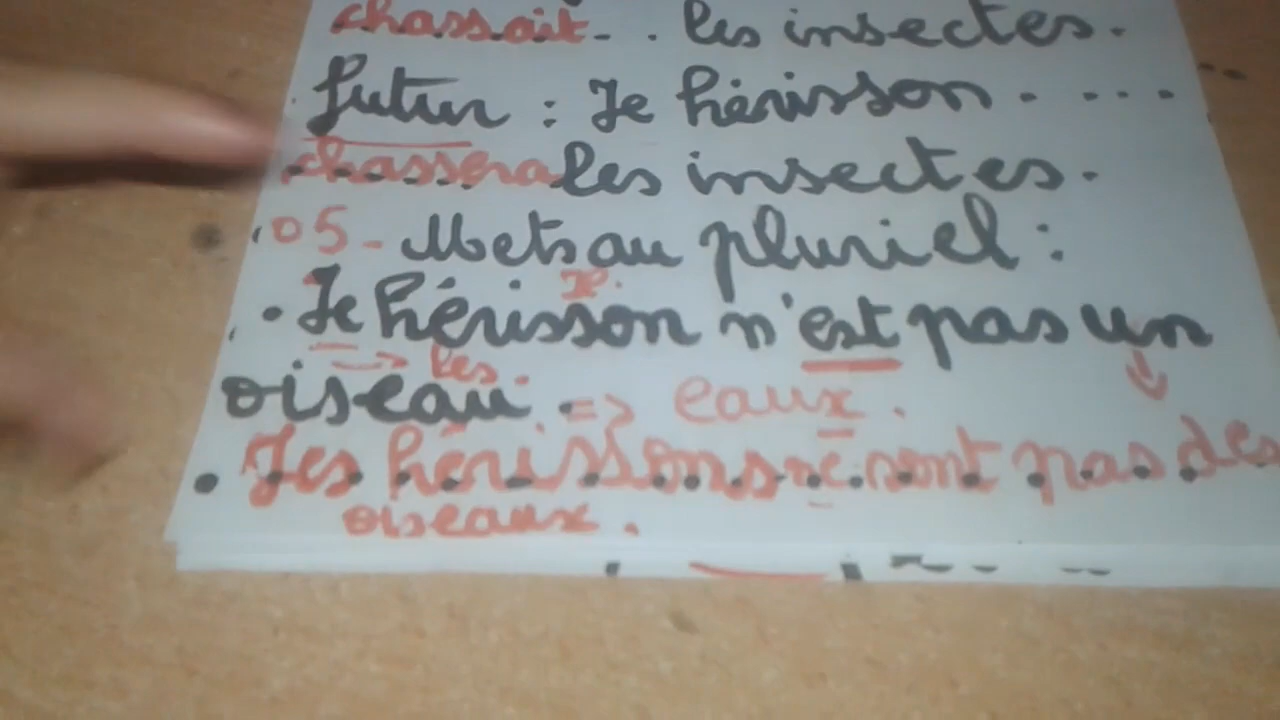 chassait . . les insectes.
futur : Le hérisson . . . .
chassera les insectes.
05 - Mets au pluriel :
. Le hérisson n'est pas un
=> les
oiseau . => eaux .
. Les hérissons ne sont pas des
oiseaux .